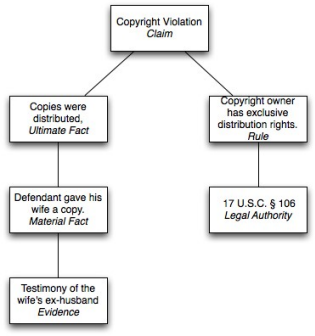 Copyright Violation
Claim
Copies were
distributed,
Ultimate Fact
Copyright owner
has exclusive
distribution rights.
Rule
Defendant gave his
wife a copy.
Material Fact
17 U.S.C. § 106
Legal Authority
Testimony of the
wife's ex-husband
Evidence